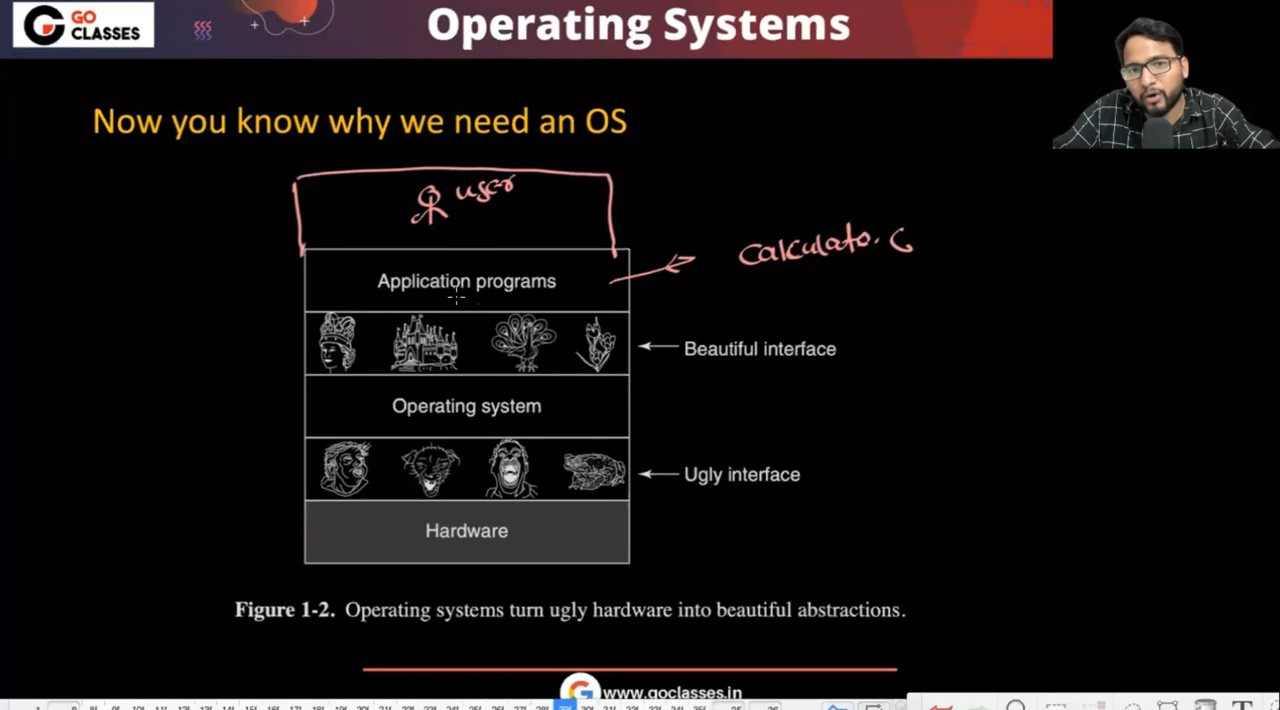 GO
CLASSES
Operating Systems
Now you know why we need an OS
user
Calculato. C
Application programs
Beautiful interface
Operating system
Ugly interface
Hardware
Figure 1-2. Operating systems turn ugly hardware into beautiful abstractions.
www.goclasses.in